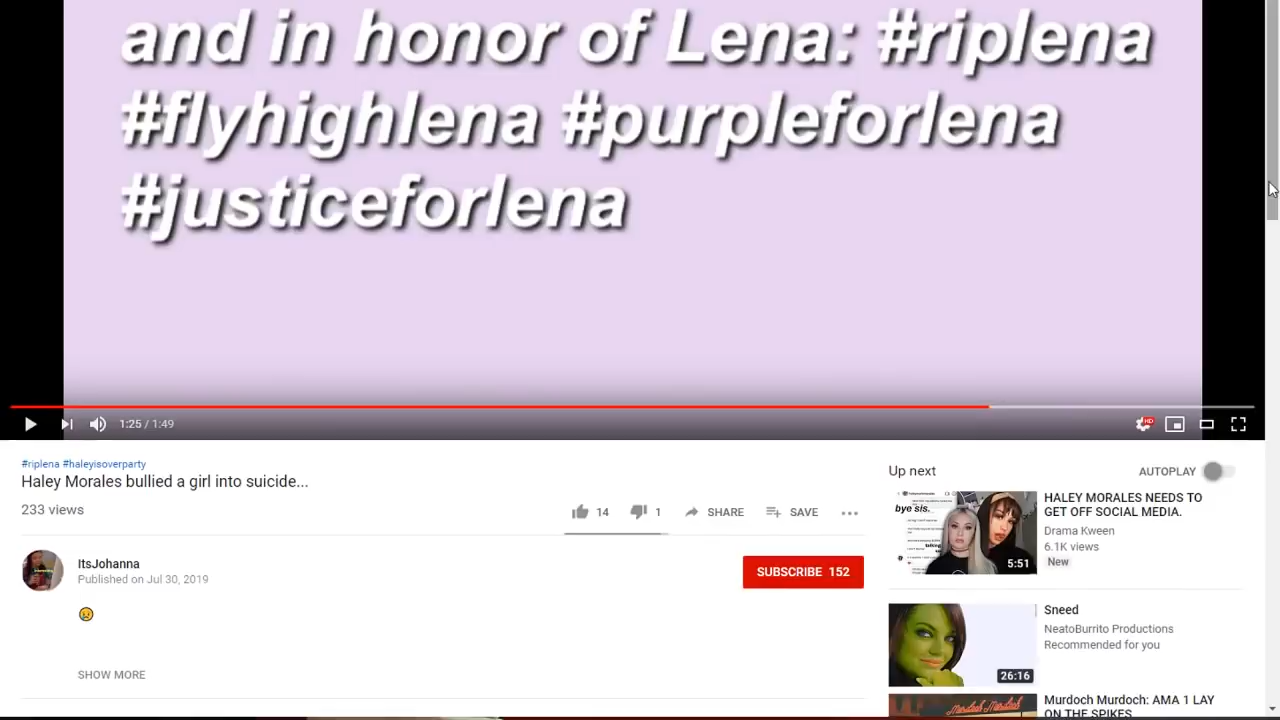 and in honor of Lena: #riplena
#flyhighlena #purpleforlena
#justiceforlena
1:25 / 1:49
HD
#riplena #haleyisoverparty
Haley Morales bullied a girl into suicide...
233 views
14
1
SHARE
SAVE
ItsJohanna
Published on Jul 30, 2019
SUBSCRIBE 152
SHOW MORE
Up next
AUTOPLAY
bye sis.
5:51
HALEY MORALES NEEDS TO
GET OFF SOCIAL MEDIA.
Drama Kween
6.1K views
New
26:16
Sneed
NeatoBurrito Productions
Recommended for you
Murdoch Murdoch: AMA 1 LAY
ON THE SPIKES